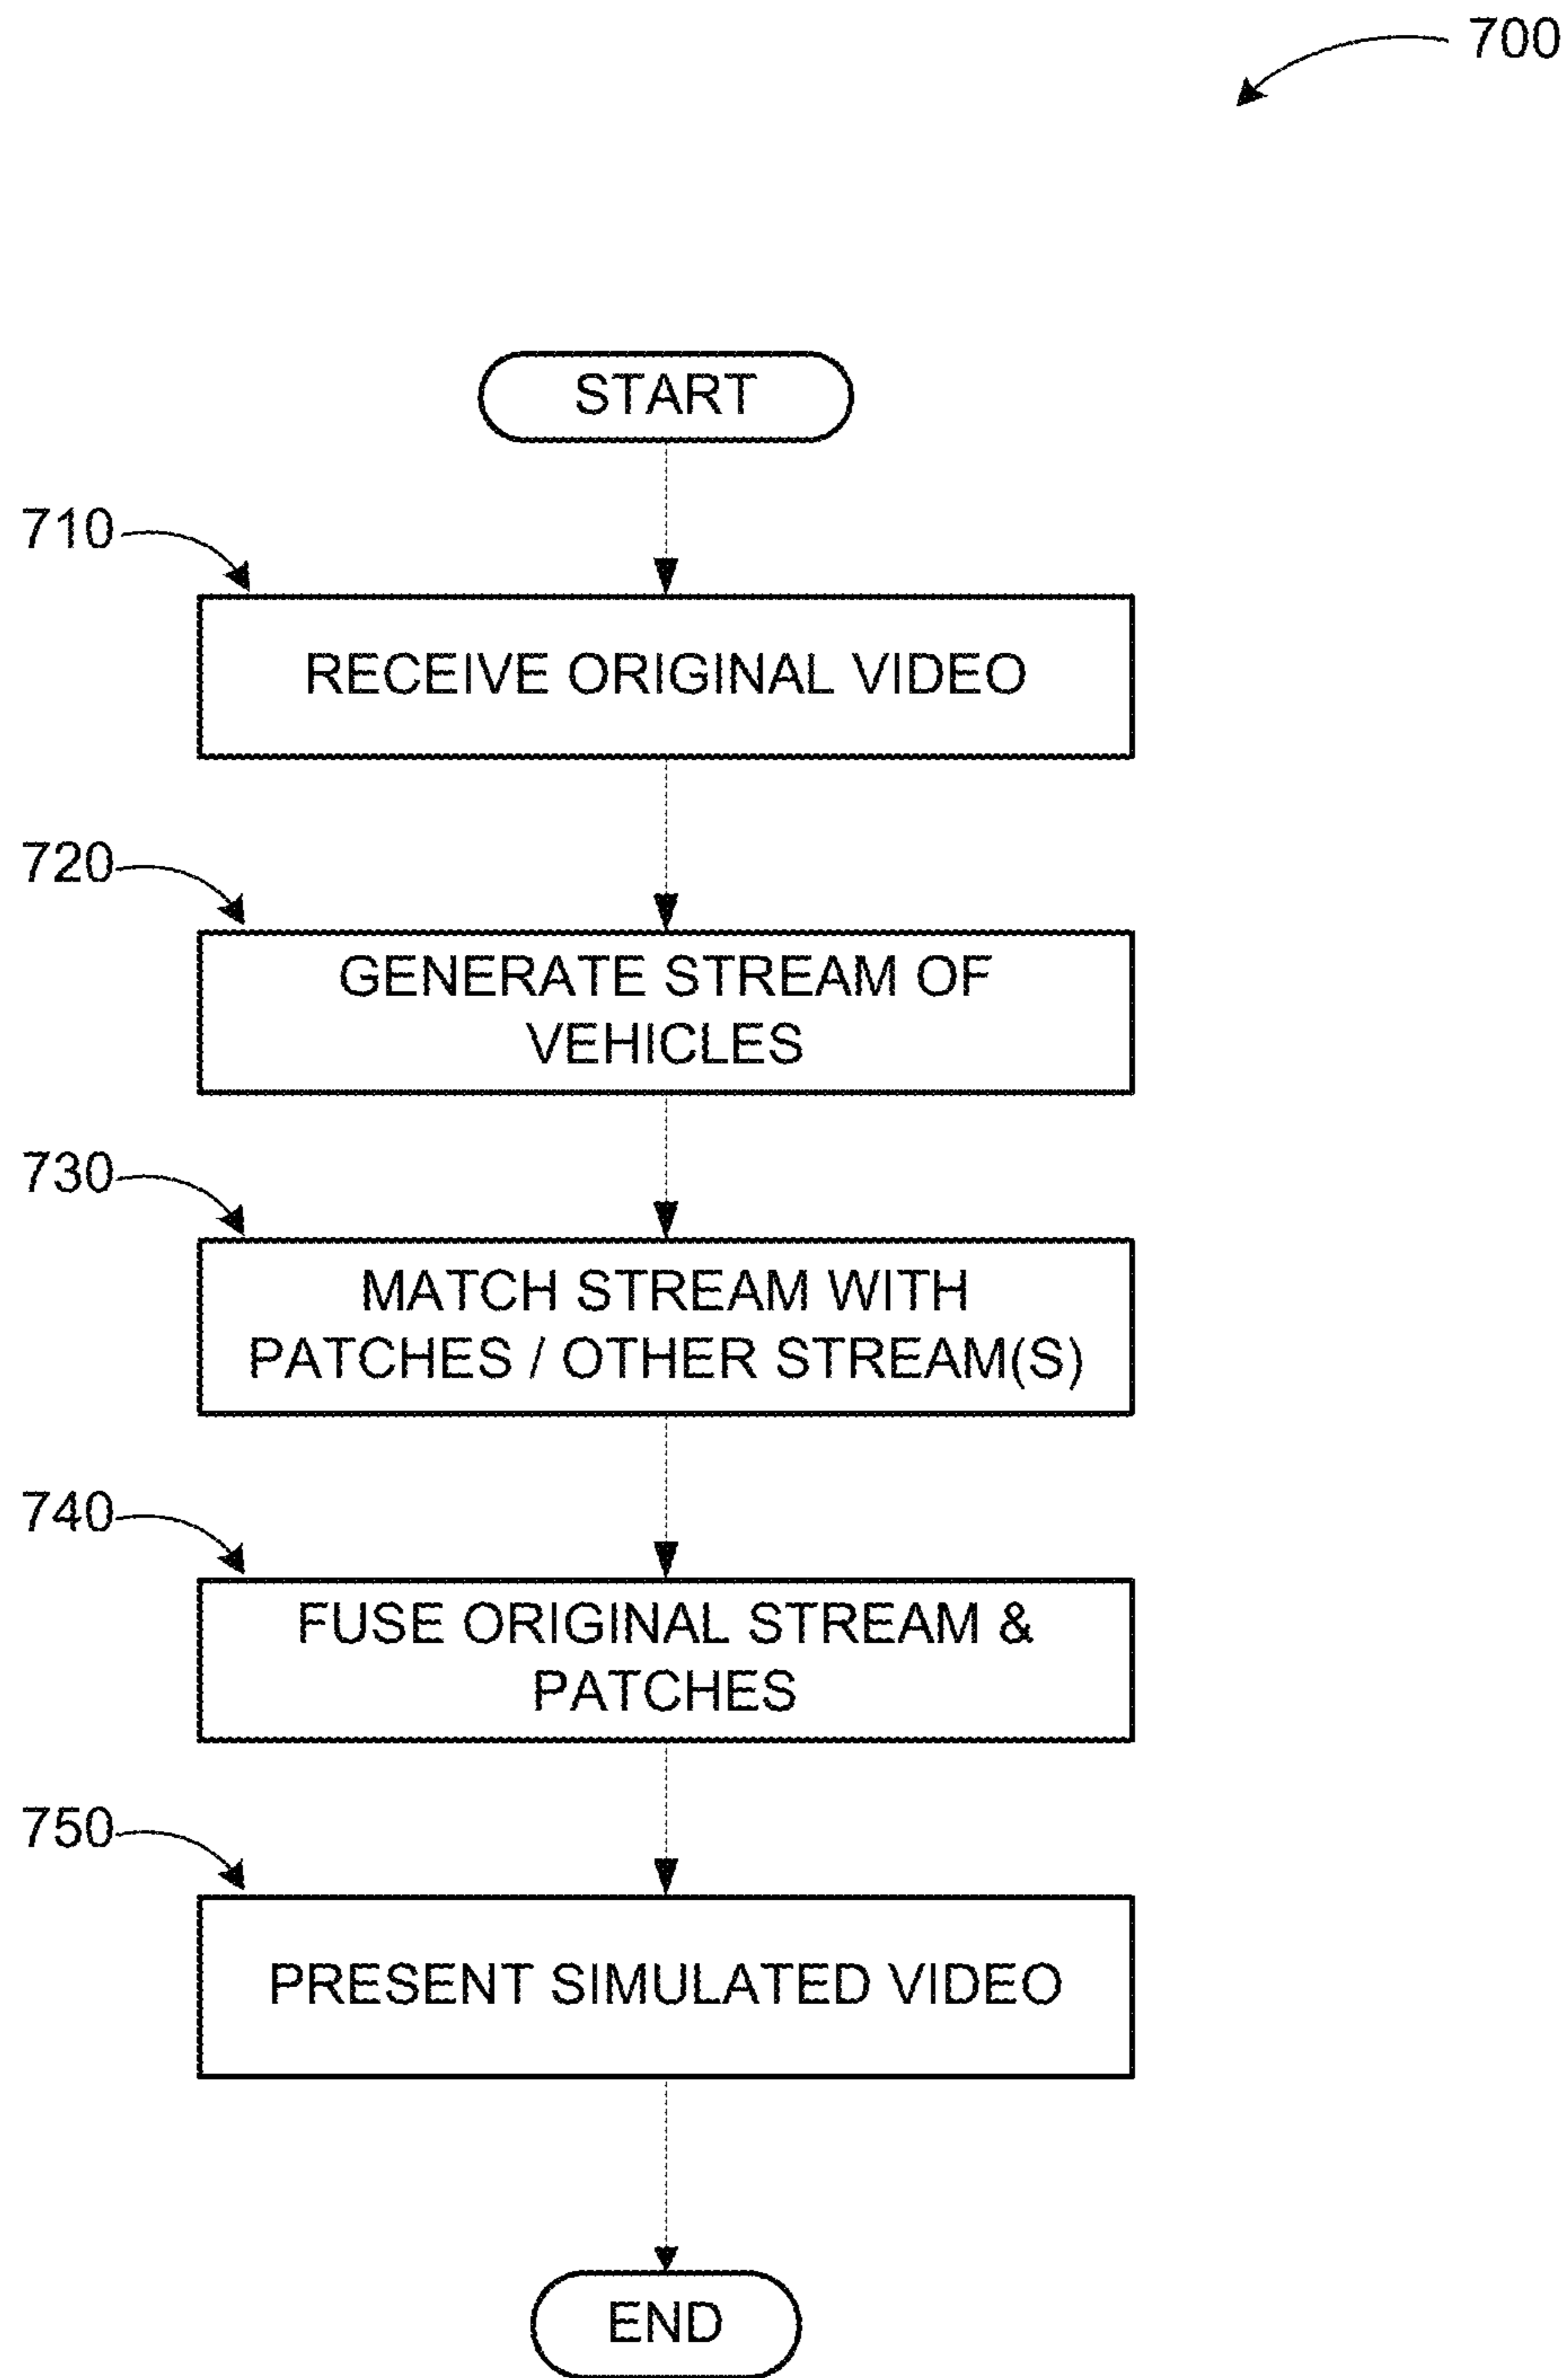 700
START
710
RECEIVE ORIGINAL VIDEO
720
GENERATE STREAM OF
VEHICLES
730
MATCH STREAM WITH
PATCHES / OTHER STREAM(S)
740
FUSE ORIGINAL STREAM &
PATCHES
750
PRESENT SIMULATED VIDEO
END